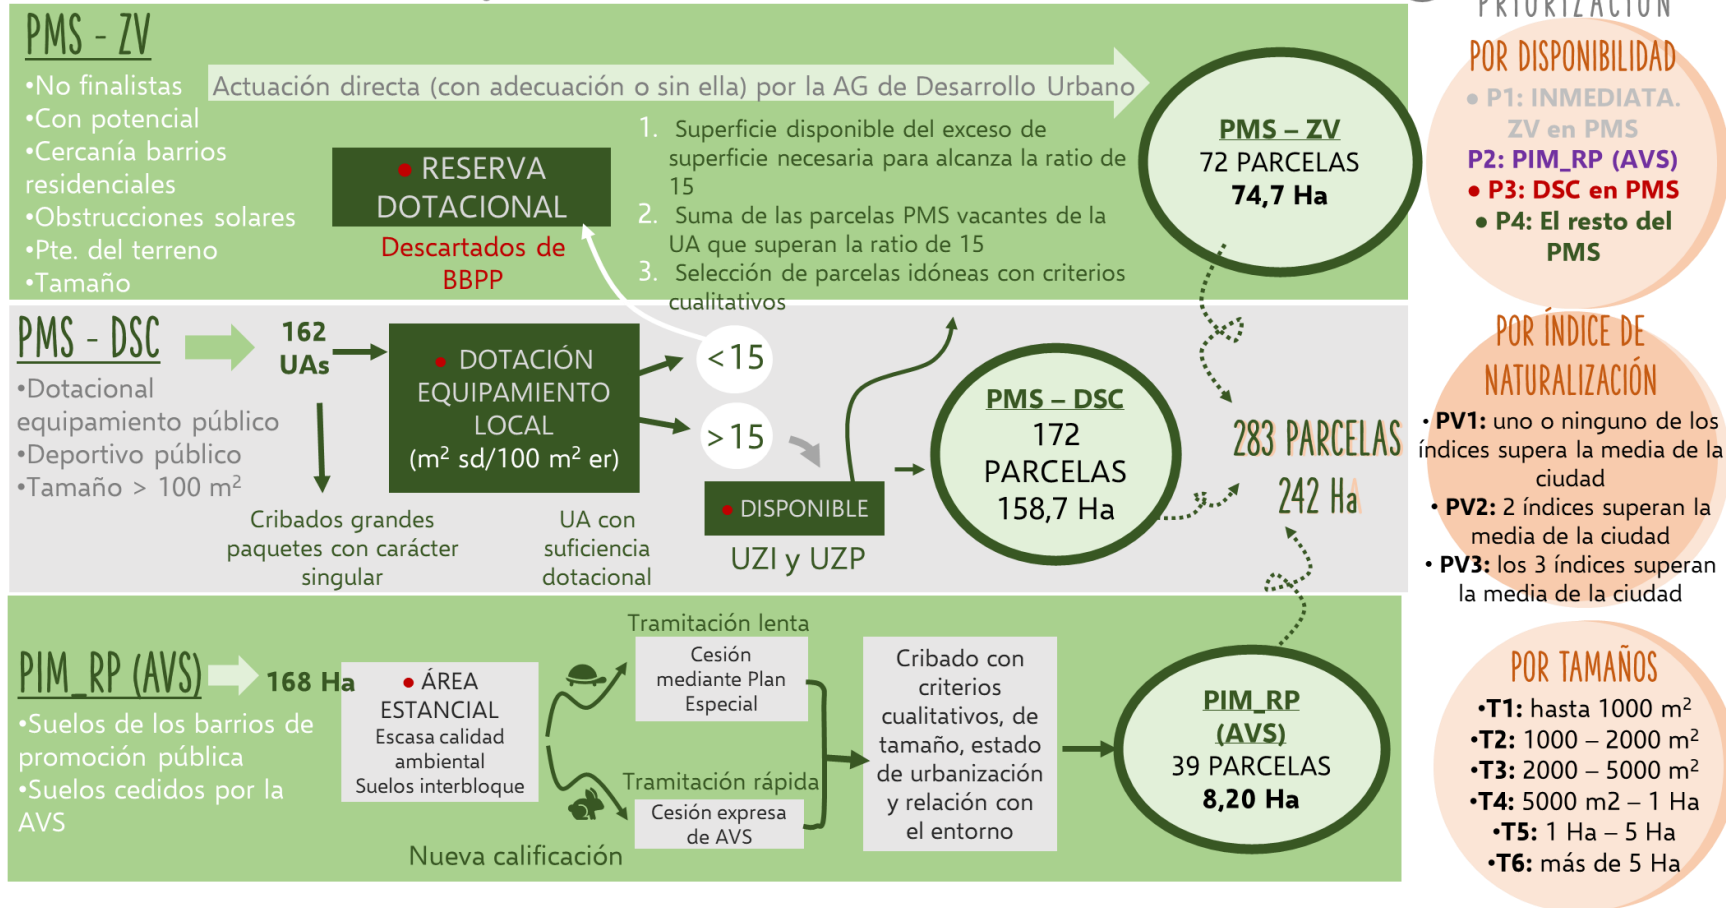 PMS - ZV
•No finalistas
•Con potencial
•Cercanía barrios
residenciales
•Obstrucciones solares
•Pte. del terreno
•Tamaño
Actuación directa (con adecuación o sin ella) por la AG de Desarrollo Urbano
• RESERVA
DOTACIONAL
Descartados de
BBPP
1. Superficie disponible del exceso de
superficie necesaria para alcanza la ratio de
15
2. Suma de las parcelas PMS vacantes de la
UA que superan la ratio de 15
3. Selección de parcelas idóneas con criterios
cualitativos
PMS – ZV
72 PARCELAS
74,7 Ha
PMS - DSC
•Dotacional
equipamiento público
•Deportivo público
•Tamaño > 100 m²
162
UAs
Cribados grandes
paquetes con carácter
singular
• DOTACIÓN
EQUIPAMIENTO
LOCAL
(m² sd/100 m² er)
UA con
suficiencia
dotacional
<15
>15
• DISPONIBLE
UZI y UZP
PMS – DSC
172
PARCELAS
158,7 Ha
283 PARCELAS
242 Ha
PIM_RP (AVS)
•Suelos de los barrios de
promoción pública
•Suelos cedidos por la
AVS
168 Ha
• ÁREA
ESTANCIAL
Escasa calidad
ambiental
Suelos interbloque
Nueva calificación
Tramitación lenta
Cesión
mediante Plan
Especial
Tramitación rápida
Cesión expresa
de AVS
Cribado con
criterios
cualitativos, de
tamaño, estado
de urbanización
y relación con
el entorno
PIM_RP
(AVS)
39 PARCELAS
8,20 Ha
PRIORIZACIÓN
POR DISPONIBILIDAD
• P1: INMEDIATA.
ZV en PMS
P2: PIM_RP (AVS)
• P3: DSC en PMS
• P4: El resto del
PMS
POR ÍNDICE DE
NATURALIZACIÓN
• PV1: uno o ninguno de los
índices supera la media de la
ciudad
• PV2: 2 índices superan la
media de la ciudad
• PV3: los 3 índices superan
la media de la ciudad
POR TAMAÑOS
•T1: hasta 1000 m²
•T2: 1000 – 2000 m²
•T3: 2000 – 5000 m²
•T4: 5000 m2 – 1 Ha
•T5: 1 Ha – 5 Ha
•T6: más de 5 Ha